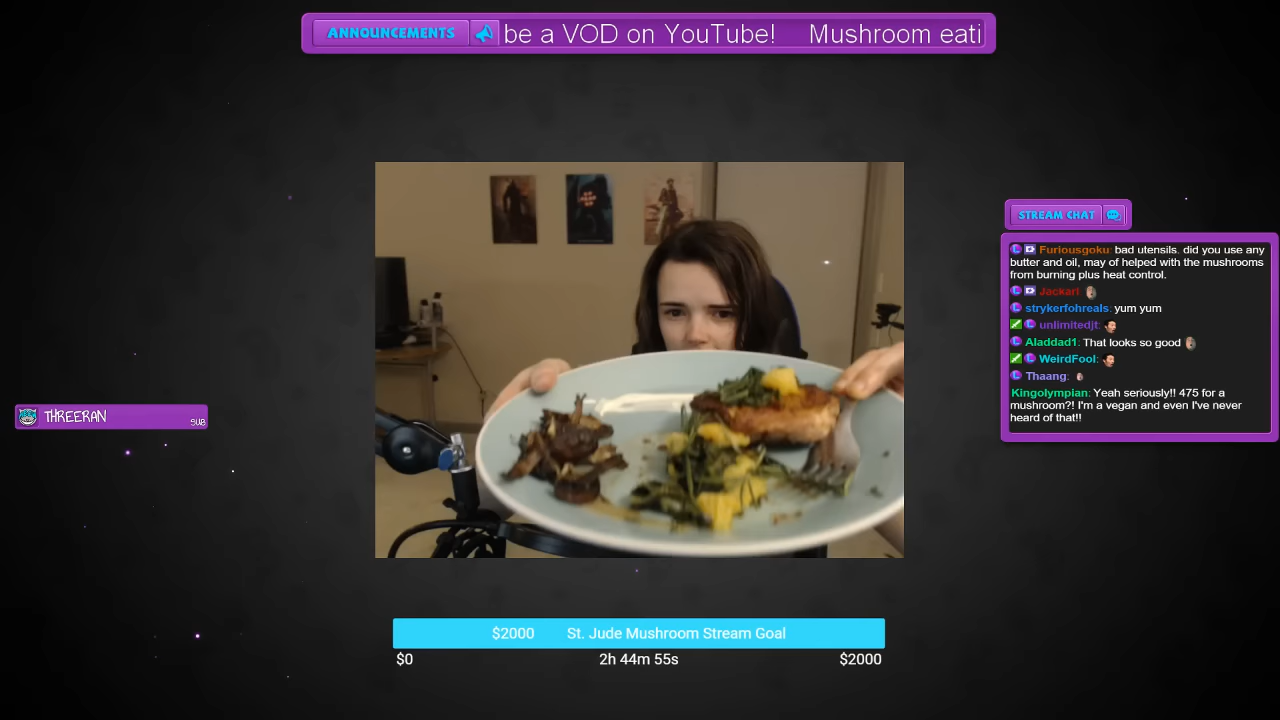 ANNOUNCEMENTS
be a VOD on YouTube! Mushroom eati
STREAM CHAT
Furiousgoku: bad utensils. did you use any
butter and oil, may of helped with the mushrooms
from burning plus heat control.
Jackarl
strykerfohreals: yum yum
unlimitedjt:
Aladdad1: That looks so good
WeirdFool:
Thaang:
Kingolympian: Yeah seriously!! 475 for a
mushroom?! I'm a vegan and even I've never
heard of that!!
THREERAN
SUB
$2000 St. Jude Mushroom Stream Goal
$0 2h 44m 55s $2000